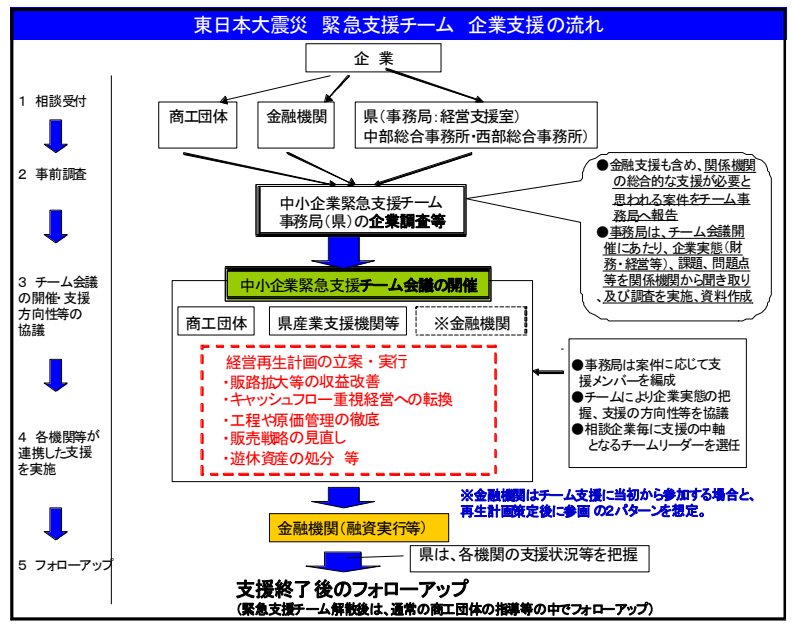 東日本大震災 緊急支援チーム 企業支援の流れ
企 業
1 相談受付
商工団体
金融機関
県(事務局:経営支援室)
中部総合事務所・西部総合事務所)
2 事前調査
中小企業緊急支援チーム
事務局(県)の企業調査等
●金融支援も含め、関係機関
の総合的な支援が必要と
思われる案件をチーム事
務局へ報告
●事務局は、チーム会議開
催にあたり、企業実態(財
務・経営等)、課題、問題点
等を関係機関から聞き取り
、及び調査を実施、資料作成
3 チーム会議
の開催・支援
方向性等の
協議
中小企業緊急支援チーム会議の開催
商工団体
県産業支援機関等
※金融機関
経営再生計画の立案・実行
・販路拡大等の収益改善
・キャッシュフロー重視経営への転換
・工程や原価管理の徹底
・販売戦略の見直し
・遊休資産の処分 等
●事務局は案件に応じて支
援メンバーを編成
●チームにより企業実態の把
握、支援の方向性等を協議
●相談企業毎に支援の中軸
となるチームリーダーを選任
4 各機関等が
連携した支援
を実施
※金融機関はチーム支援に当初から参加する場合と、
再生計画策定後に参画の2パターンを想定。
金融機関(融資実行等)
5 フォローアップ
県は、各機関の支援状況等を把握
支援終了後のフォローアップ
(緊急支援チーム解散後は、通常の商工団体の指導等の中でフォローアップ)